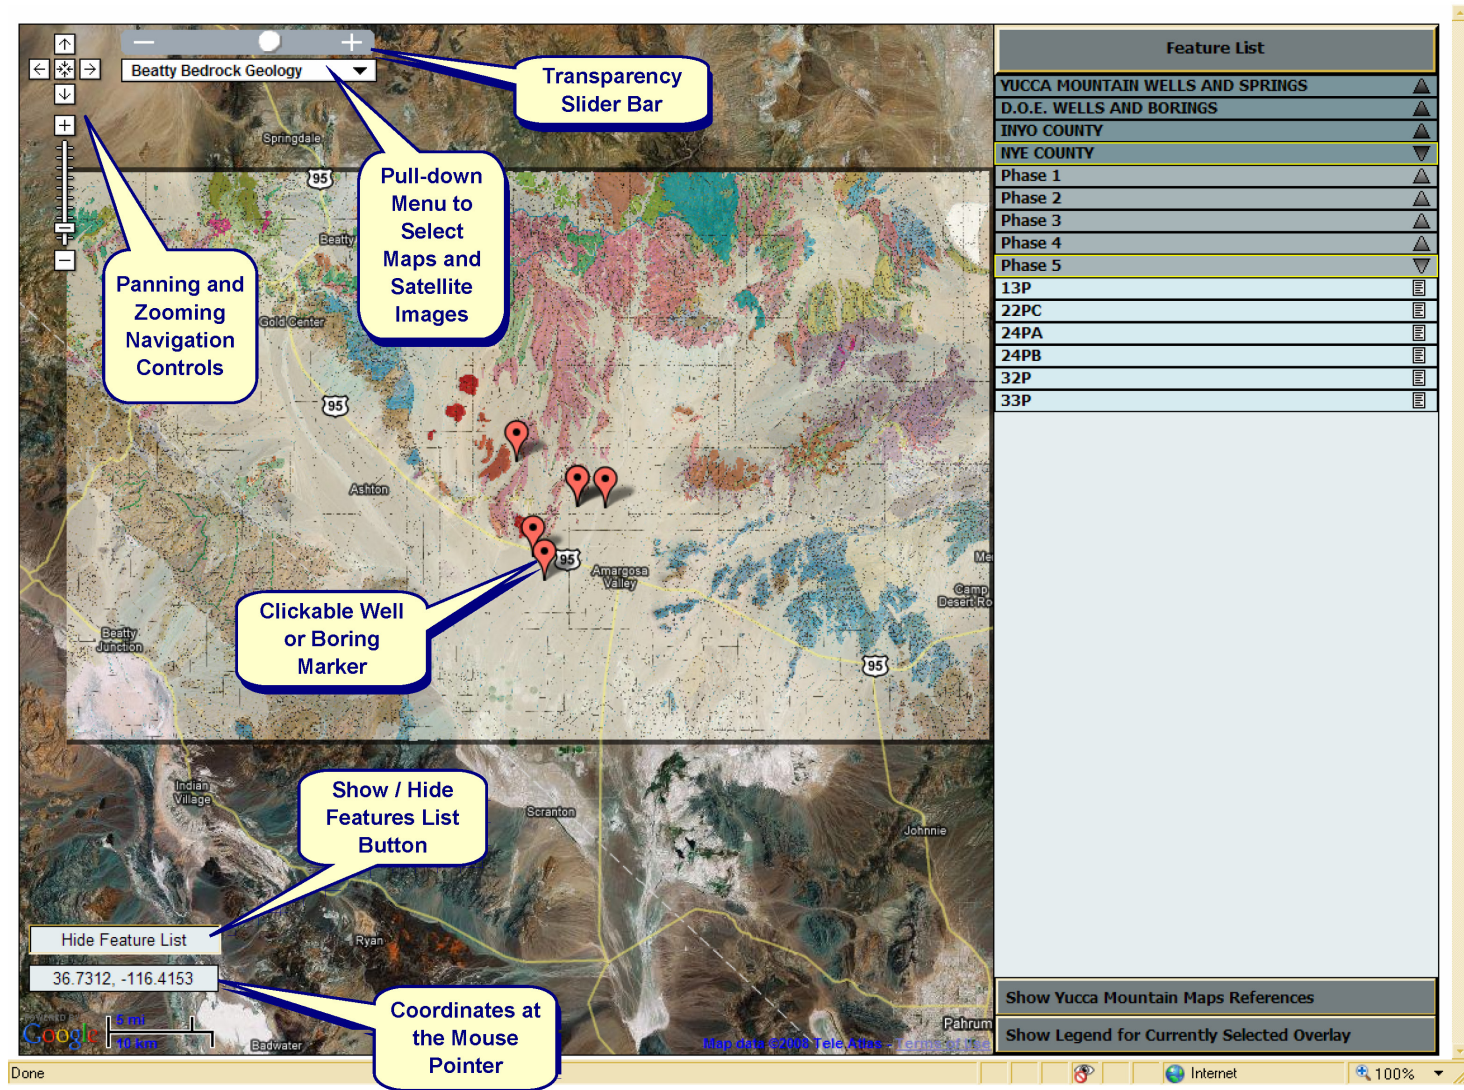 Beatty Bedrock Geology
Transparency
Slider Bar
Springdale
95
Pull-down
Menu to
Select
Maps and
Satellite
Images
Beatty
Panning and
Zooming
Navigation
Controls
Gold Center
95
Ashton
95
Amargosa
Valley
Camp
Clickable Well
or Boring
Marker
Beatty
Junction
95
Indian
Village
Show / Hide
Features List
Button
Scranton
Johnnie
Hide Feature List
Ryan
36.7312, -116.4153
Coordinates at
the Mouse
Pointer
POWERED BY
Google
5 mi
10 km
Badwater
Pahrum
Map data ©2008 Tele Atlas - Terms of Use
Feature List
YUCCA MOUNTAIN WELLS AND SPRINGS
D.O.E. WELLS AND BORINGS
INYO COUNTY
NYE COUNTY
Phase 1
Phase 2
Phase 3
Phase 4
Phase 5
13P
22PC
24PA
24PB
32P
33P
Show Yucca Mountain Maps References
Show Legend for Currently Selected Overlay
Done
Internet
100%